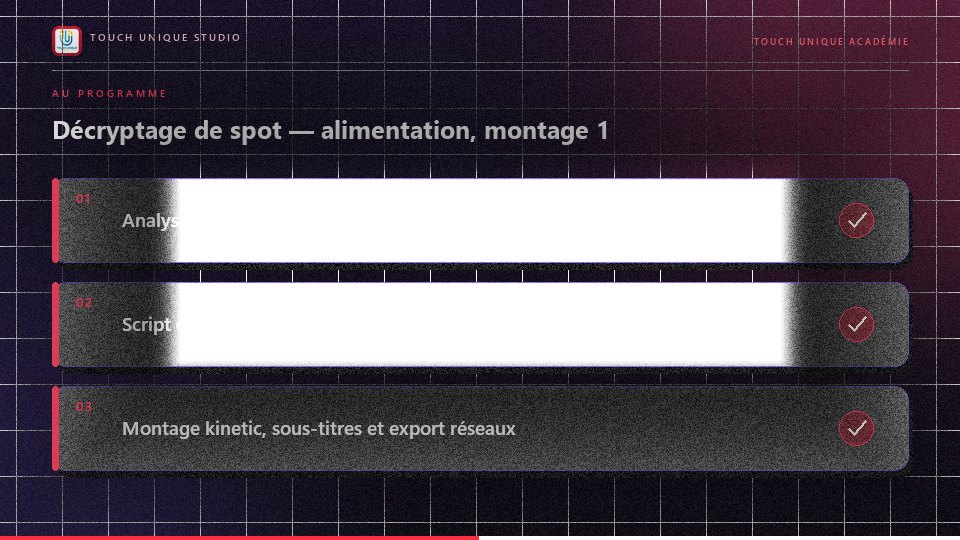 TOUCH UNIQUE STUDIO
TOUCH UNIQUE ACADÉMIE
AU PROGRAMME
Décryptage de spot — alimentation, montage 1
01
02
Script
03
Montage kinetic, sous-titres et export réseaux